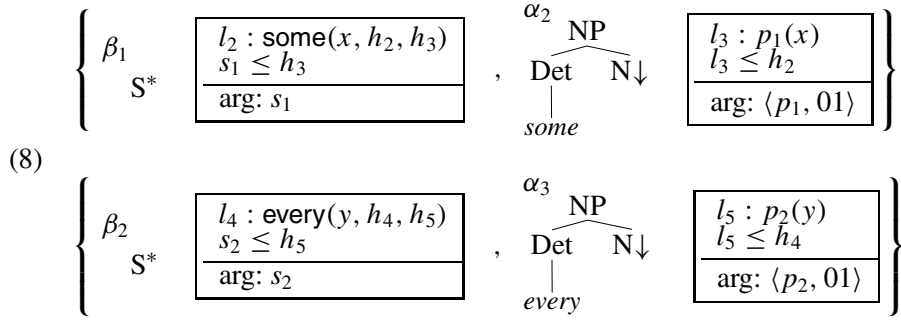 β₁ S* l₂ : some(x, h₂, h₃)
s₁ ≤ h₃
arg: s₁
,
α₂ NP
Det N↓
some
l₃ : p₁(x)
l₃ ≤ h₂
arg: ⟨p₁, 01⟩
(8)
β₂ S* l₄ : every(y, h₄, h₅)
s₂ ≤ h₅
arg: s₂
,
α₃ NP
Det N↓
every
l₅ : p₂(y)
l₅ ≤ h₄
arg: ⟨p₂, 01⟩